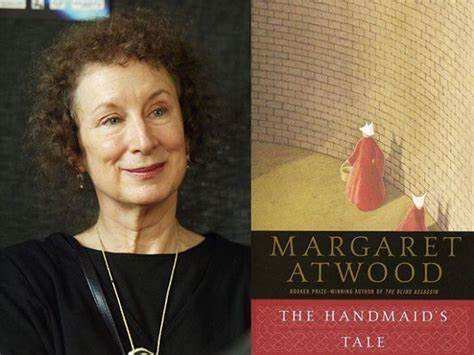 MARGARET
ATWOOD
BOOKER PRIZE-WINNING AUTHOR OF THE BLIND ASSASSIN
THE HANDMAID'S
TALE